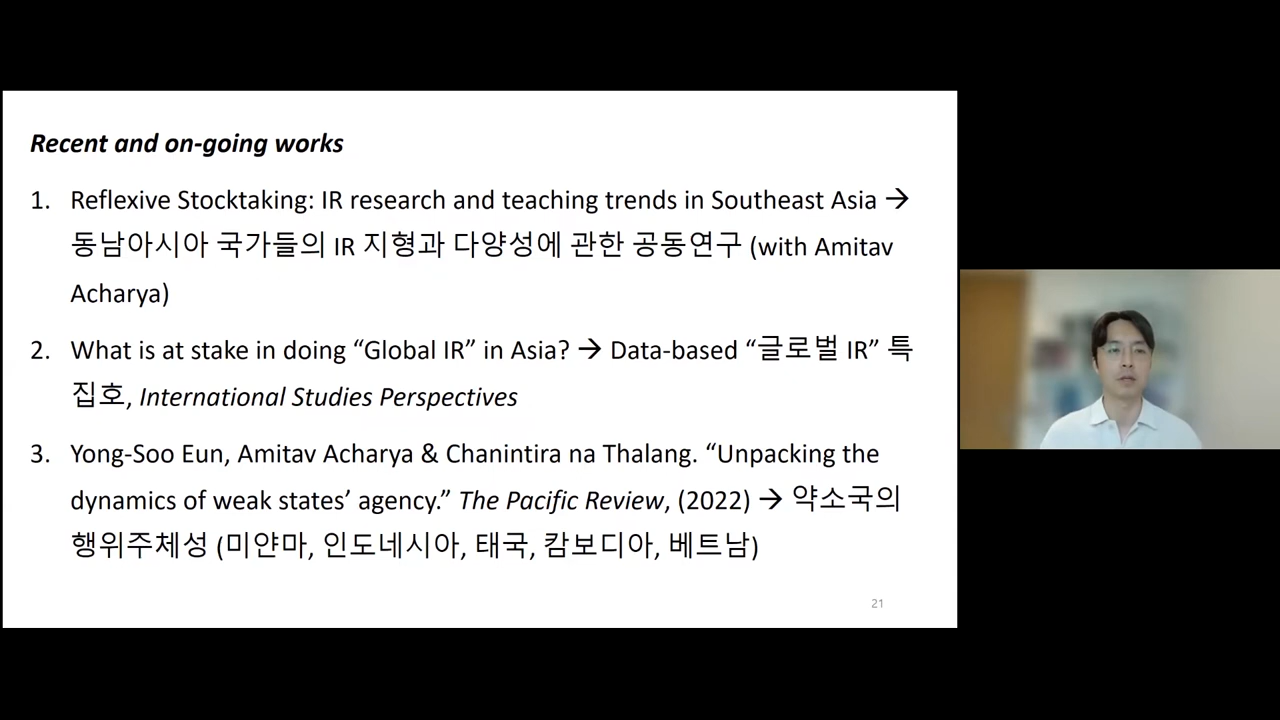 Recent and on-going works
1. Reflexive Stocktaking: IR research and teaching trends in Southeast Asia →
동남아시아 국가들의 IR 지형과 다양성에 관한 공동연구 (with Amitav
Acharya)
2. What is at stake in doing “Global IR” in Asia? → Data-based “글로벌 IR” 특
집호, International Studies Perspectives
3. Yong-Soo Eun, Amitav Acharya & Chanintira na Thalang. “Unpacking the
dynamics of weak states’ agency.” The Pacific Review, (2022) → 약소국의
행위주체성 (미얀마, 인도네시아, 태국, 캄보디아, 베트남)
21